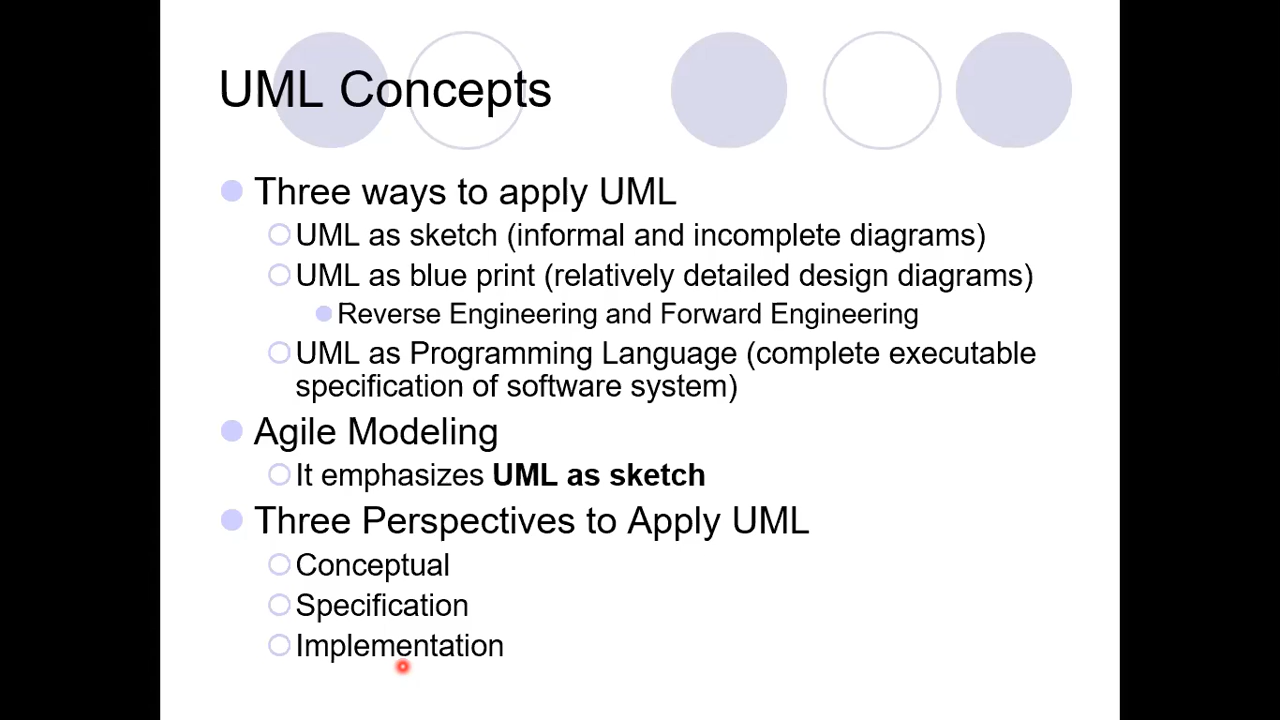 UML Concepts
Three ways to apply UML
UML as sketch (informal and incomplete diagrams)
UML as blue print (relatively detailed design diagrams)
Reverse Engineering and Forward Engineering
UML as Programming Language (complete executable
specification of software system)
Agile Modeling
It emphasizes UML as sketch
Three Perspectives to Apply UML
Conceptual
Specification
Implementation